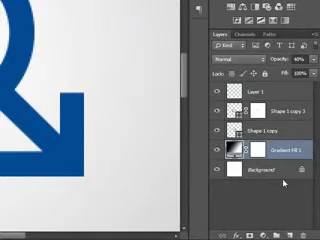 Layers Channels Paths
Kind
Normal Opacity: 40%
Lock: Fill: 100%
Layer 1
Shape 1 copy 3
Shape 1 copy
Gradient Fill 1
Background
fx